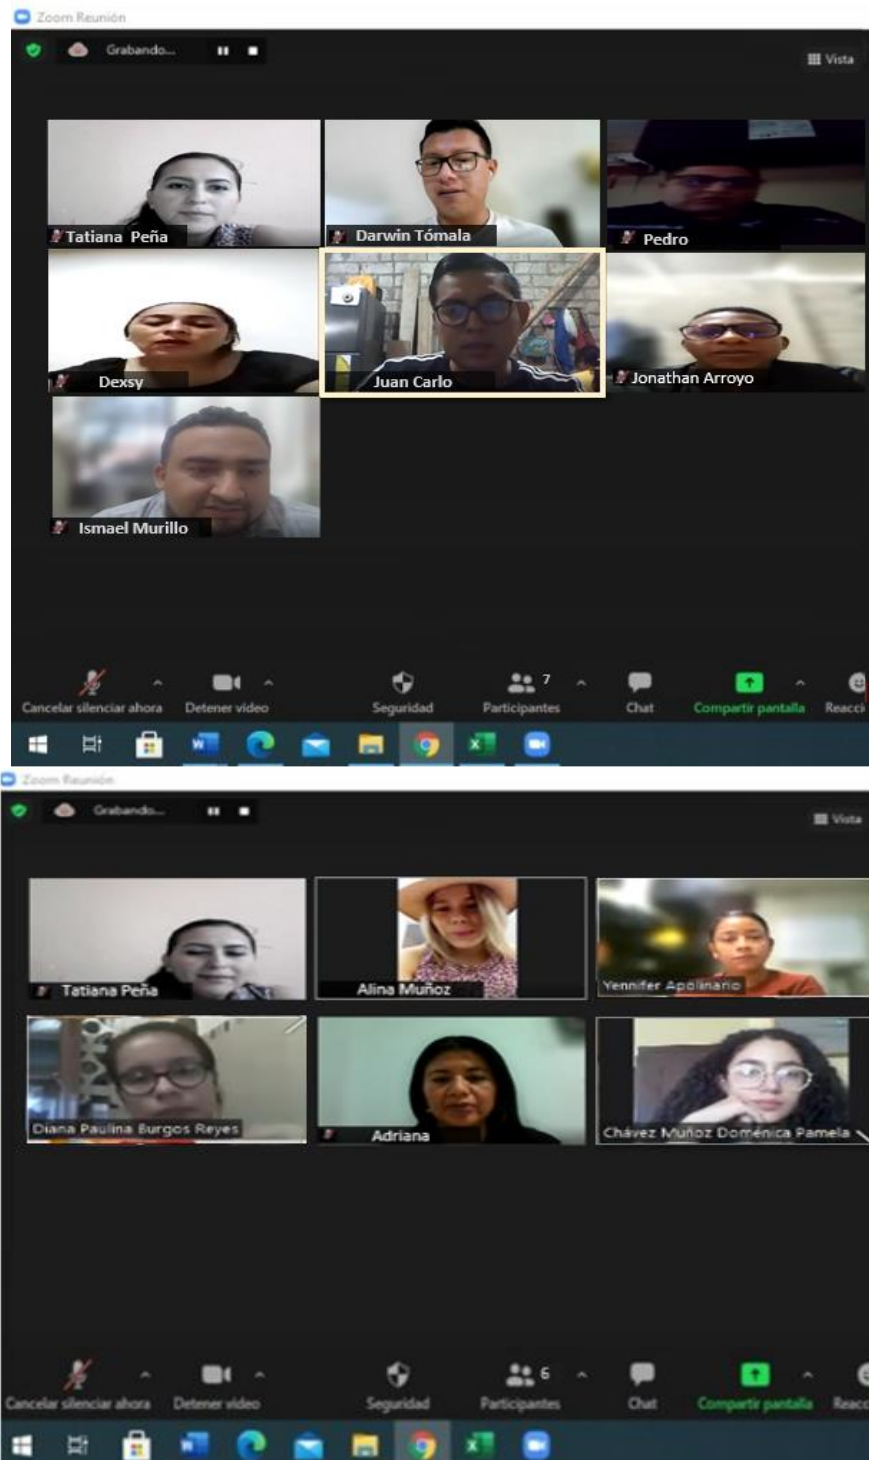 Zoom Reunión
Grabando...
Vista
Tatiana Peña
Darwin Tómala
Pedro
Dexsy
Juan Carlo
Jonathan Arroyo
Ismael Murillo
Cancelar silenciar ahora
Detener video
Seguridad
Participantes
7
Chat
Compartir pantalla
Reacci
Zoom Reunión
Grabando...
Vista
Tatiana Peña
Alina Muñoz
Yennifer Apolinario
Diana Paulina Burgos Reyes
Adriana
Chávez Muñoz Doménica Pamela
Cancelar silenciar ahora
Detener video
Seguridad
Participantes
6
Chat
Compartir pantalla
Reacc